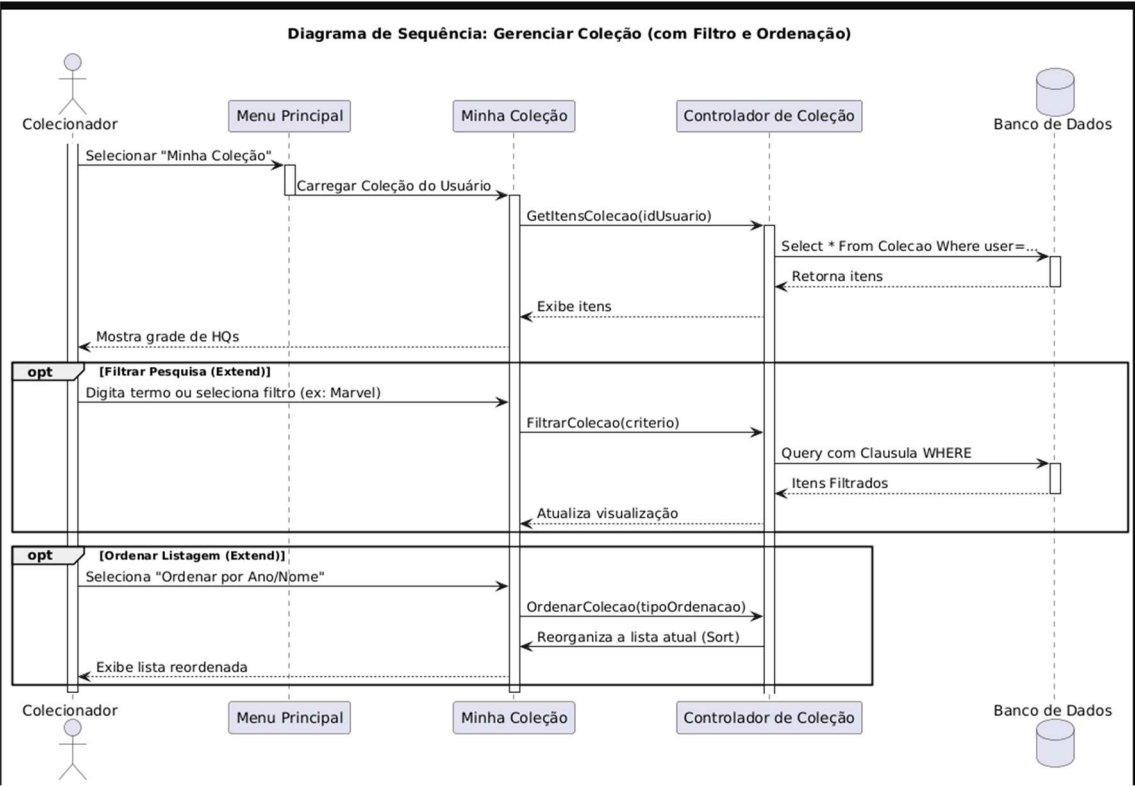 Diagrama de Sequência: Gerenciar Coleção (com Filtro e Ordenação)
Colecionador
Menu Principal
Minha Coleção
Controlador de Coleção
Banco de Dados
Selecionar "Minha Coleção"
Carregar Coleção do Usuário
GetItensColecao(idUsuario)
Select * From Colecao Where user=...
Retorna itens
Exibe itens
Mostra grade de HQs
opt [Filtrar Pesquisa (Extend)]
Digita termo ou seleciona filtro (ex: Marvel)
FiltrarColecao(criterio)
Query com Clausula WHERE
Itens Filtrados
Atualiza visualização
opt [Ordenar Listagem (Extend)]
Seleciona "Ordenar por Ano/Nome"
OrdenarColecao(tipoOrdenacao)
Reorganiza a lista atual (Sort)
Exibe lista reordenada
Colecionador
Menu Principal
Minha Coleção
Controlador de Coleção
Banco de Dados